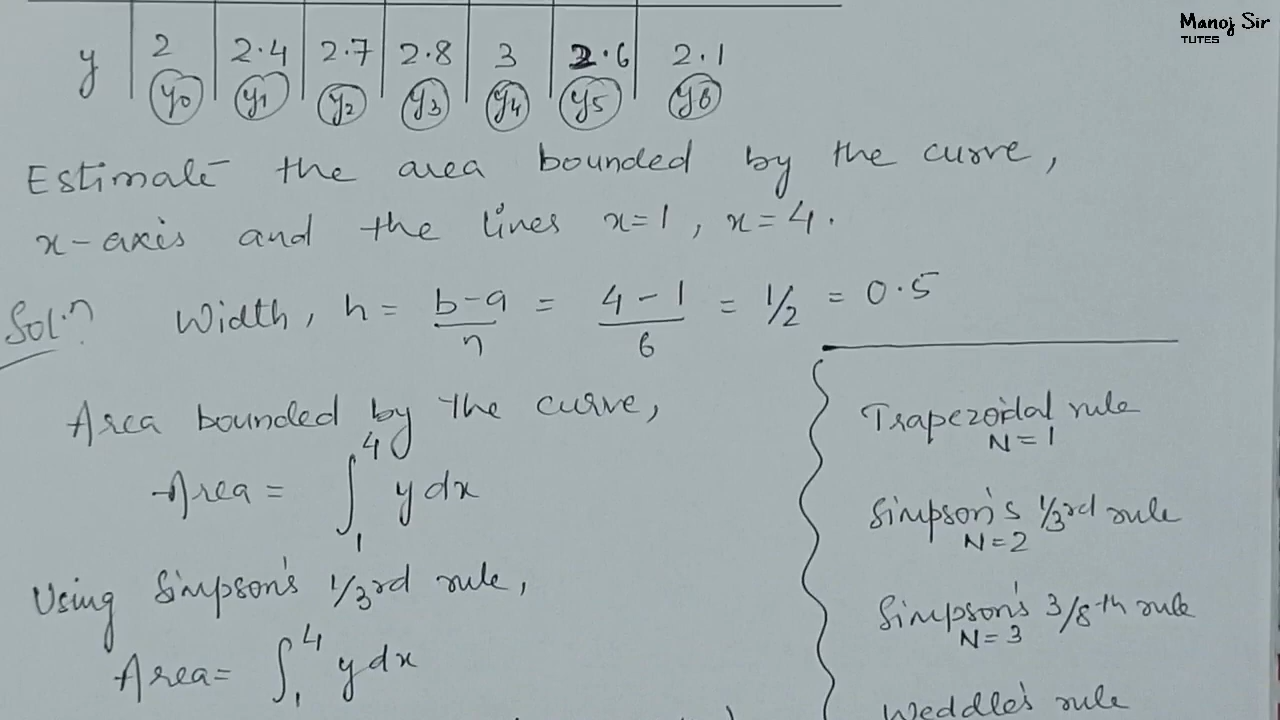 Manoj Sir
TUTES
y 2 2.4 2.7 2.8 3 2.6 2.1
y0 y1 y2 y3 y4 y5 y6
Estimate the area bounded by the curve,
x-axis and the lines x=1, x=4.
Sol.n Width, h = b-a/n = 4-1/6 = 1/2 = 0.5
Area bounded by the curve,
Area = ∫₁⁴ y dx
Using Simpson's 1/3rd rule,
Area = ∫₁⁴ y dx
Trapezoidal rule
N=1
Simpson's 1/3rd rule
N=2
Simpson's 3/8th rule
N=3
Weddle's rule